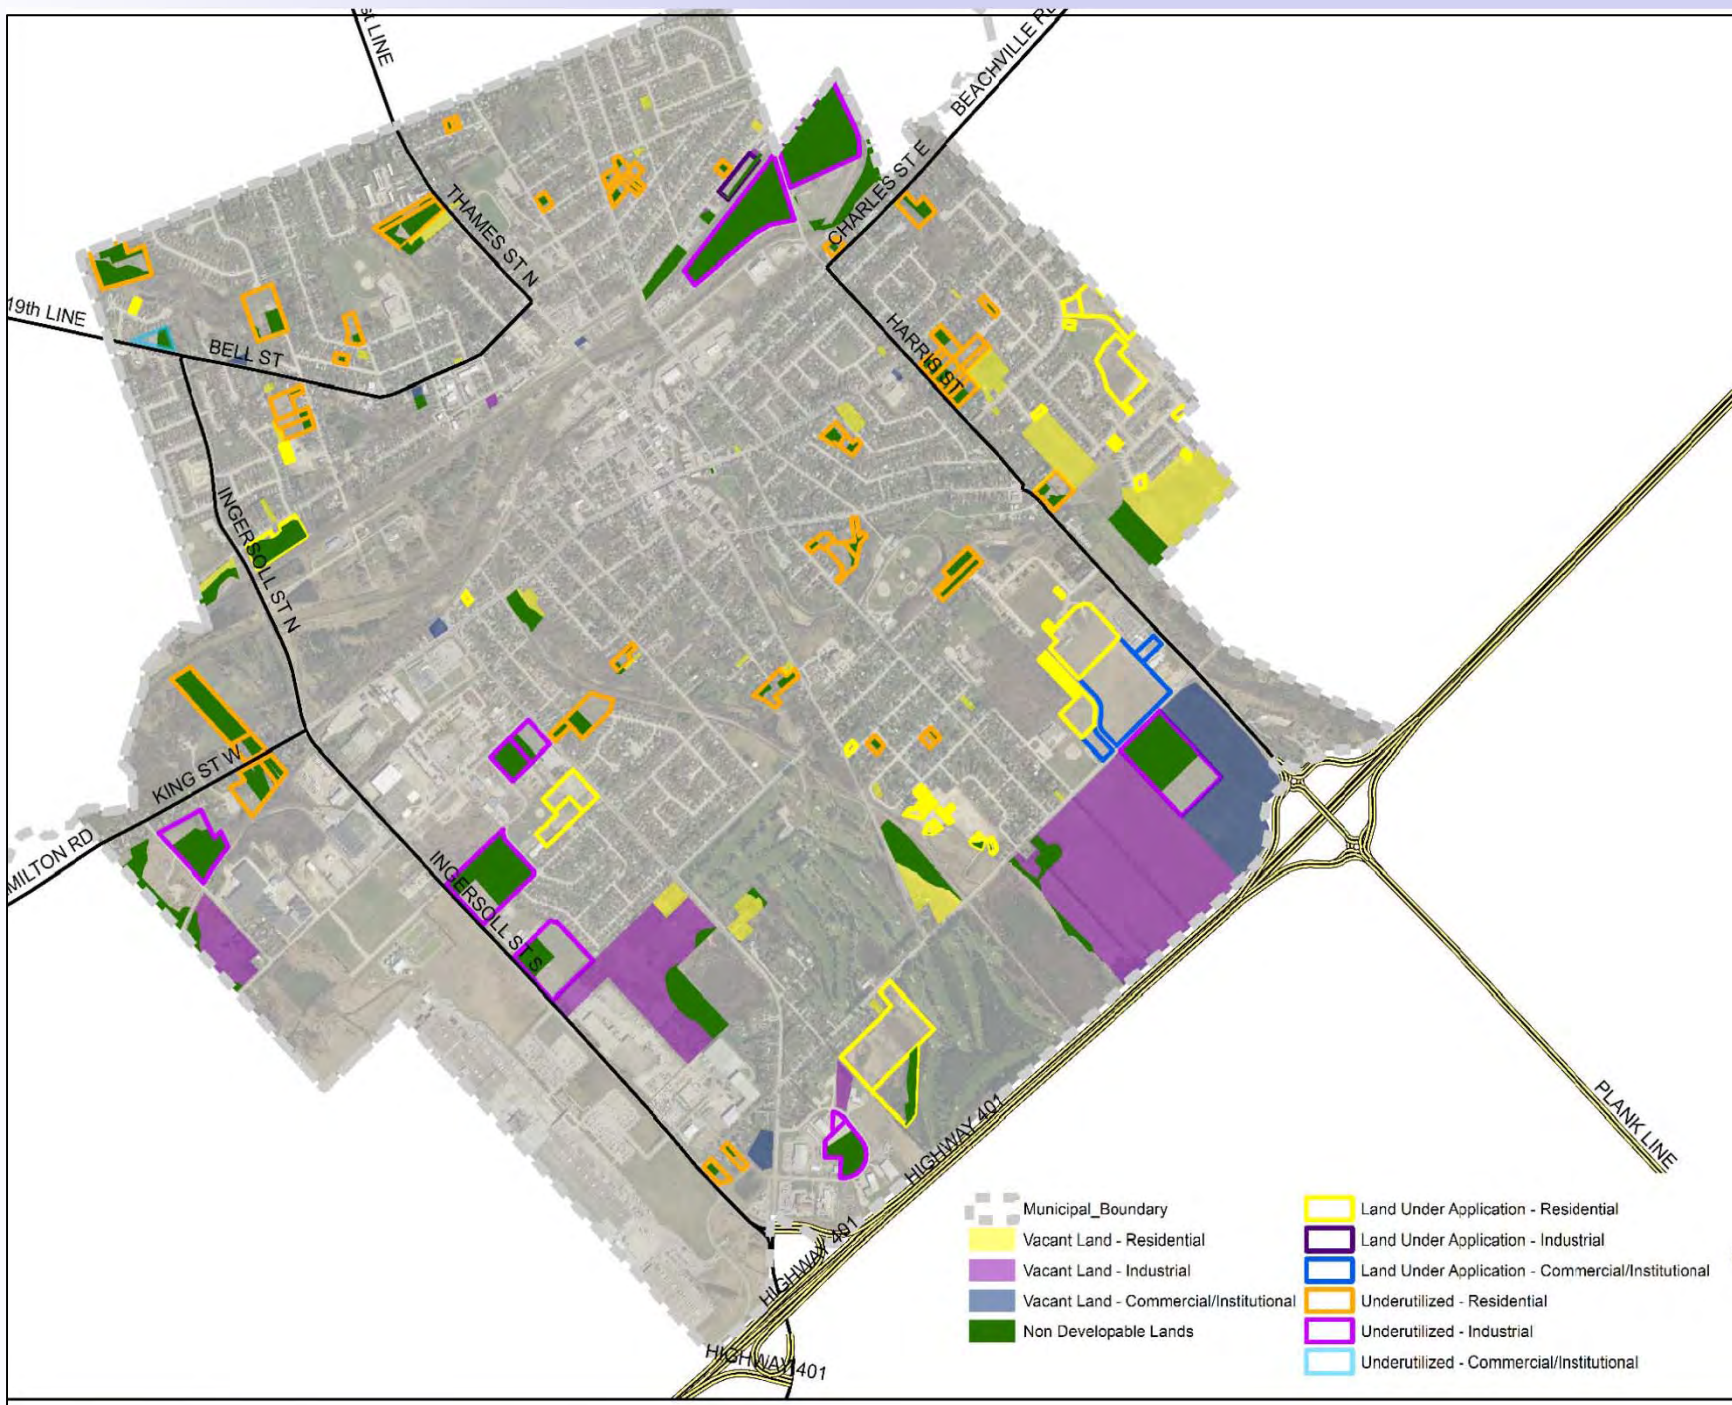 St LINE
BEACHVILLE RD
CHARLES ST E
THAMES ST N
19th LINE
BELL ST
HARRIS ST
INGERSOLL ST N
KING ST W
MILTON RD
INGERSOLL ST S
PLANK LINE
HIGHWAY 401
HIGHWAY 401
HIGHWAY 401
Municipal_Boundary
Vacant Land - Residential
Vacant Land - Industrial
Vacant Land - Commercial/Institutional
Non Developable Lands
Land Under Application - Residential
Land Under Application - Industrial
Land Under Application - Commercial/Institutional
Underutilized - Residential
Underutilized - Industrial
Underutilized - Commercial/Institutional